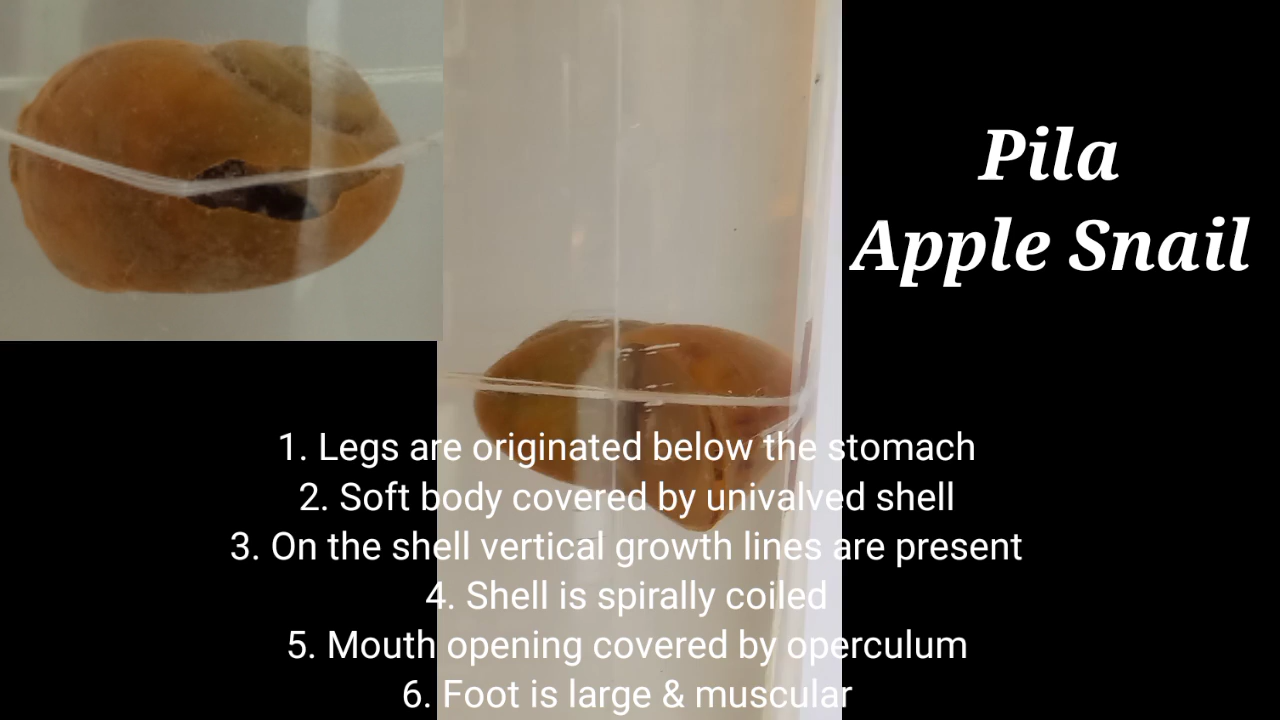 Pila
Apple Snail
1. Legs are originated below the stomach
2. Soft body covered by univalved shell
3. On the shell vertical growth lines are present
4. Shell is spirally coiled
5. Mouth opening covered by operculum
6. Foot is large & muscular